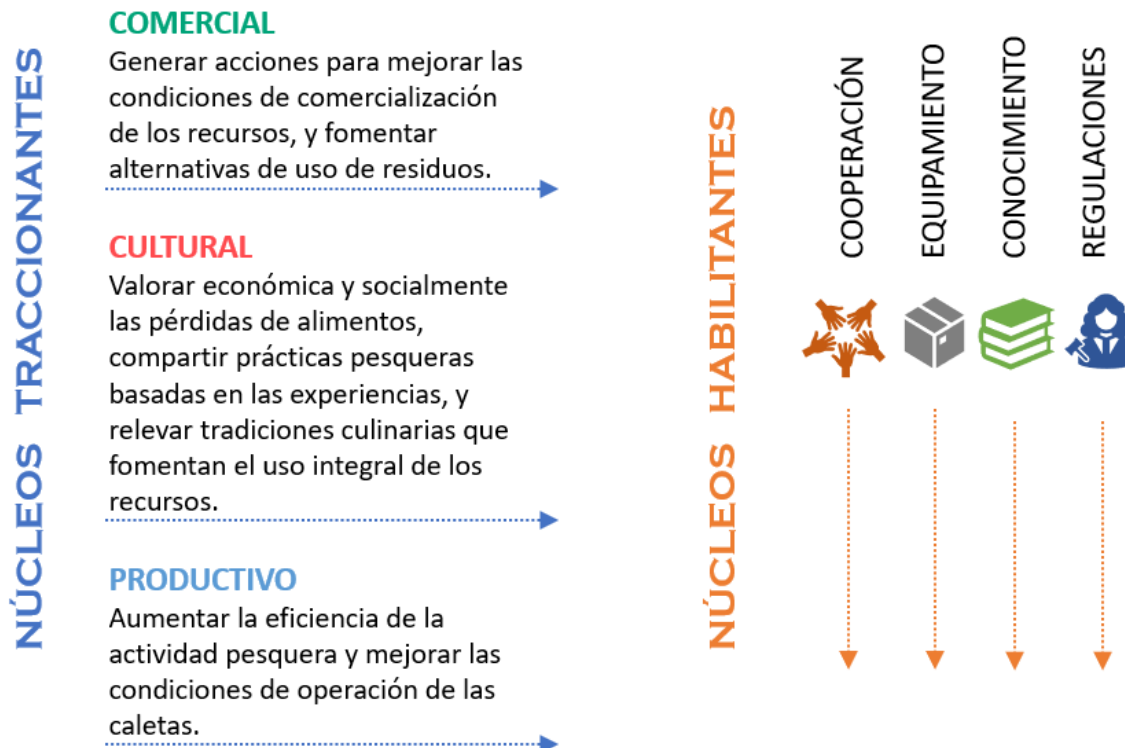 NÚCLEOS TRACCIONANTES
COMERCIAL
Generar acciones para mejorar las
condiciones de comercialización
de los recursos, y fomentar
alternativas de uso de residuos.
CULTURAL
Valorar económica y socialmente
las pérdidas de alimentos,
compartir prácticas pesqueras
basadas en las experiencias, y
relevar tradiciones culinarias que
fomentan el uso integral de los
recursos.
PRODUCTIVO
Aumentar la eficiencia de la
actividad pesquera y mejorar las
condiciones de operación de las
caletas.
NÚCLEOS HABILITANTES
COOPERACIÓN
EQUIPAMIENTO
CONOCIMIENTO
REGULACIONES